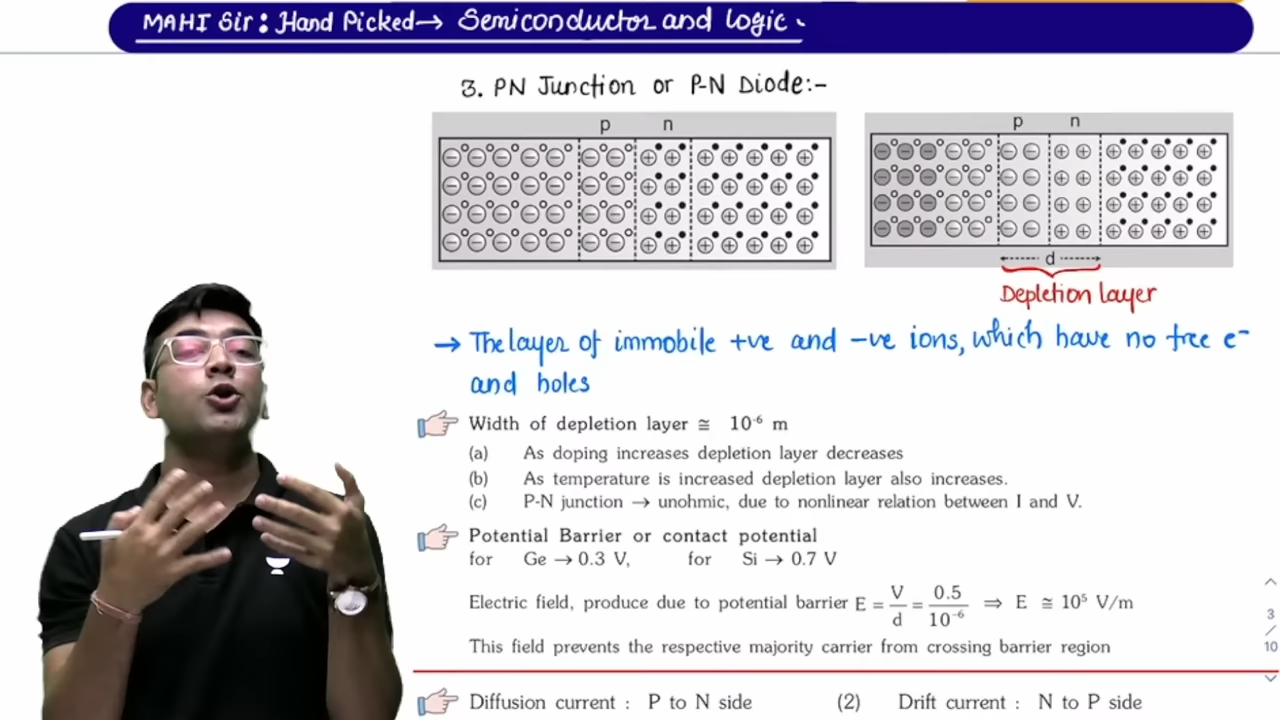 MAHI Sir: Hand Picked→ Semiconductor and logic.
3. PN Junction or P-N Diode:-
p n
p n
d
Depletion layer
→ The layer of immobile +ve and -ve ions, which have no free e⁻
and holes
Width of depletion layer ≅ 10⁻⁶ m
(a) As doping increases depletion layer decreases
(b) As temperature is increased depletion layer also increases.
(c) P-N junction → unohmic, due to nonlinear relation between I and V.
Potential Barrier or contact potential
for Ge → 0.3 V, for Si → 0.7 V
Electric field, produce due to potential barrier E = V/d = 0.5/10⁻⁶ ⇒ E ≅ 10⁵ V/m
This field prevents the respective majority carrier from crossing barrier region
Diffusion current : P to N side (2) Drift current : N to P side
3
/
10